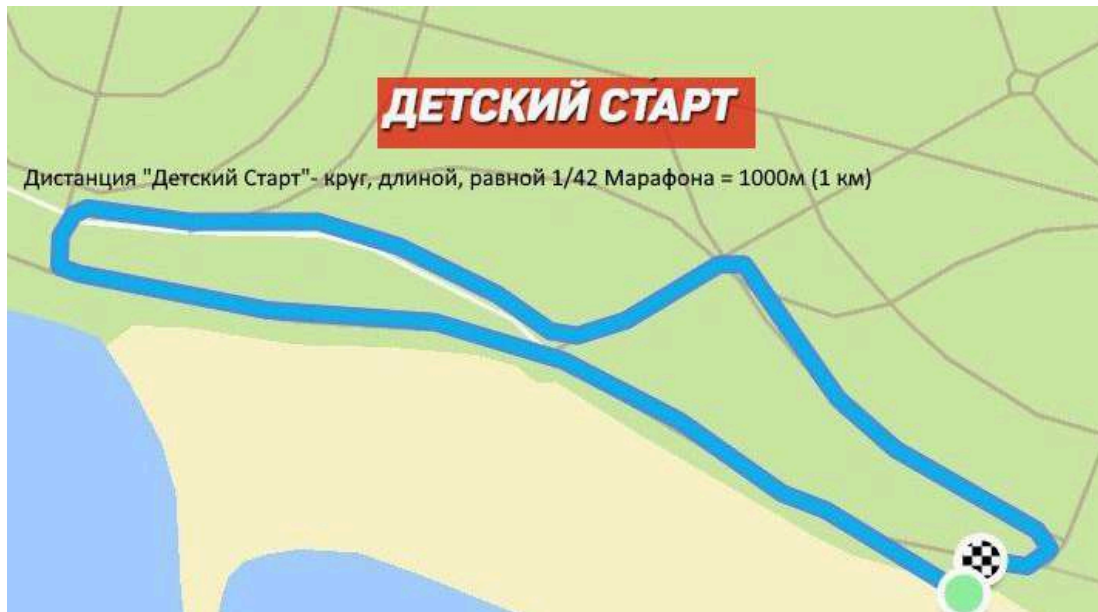 ДЕТСКИЙ СТАРТ
Дистанция "Детский Старт"- круг, длиной, равной 1/42 Марафона = 1000м (1 км)